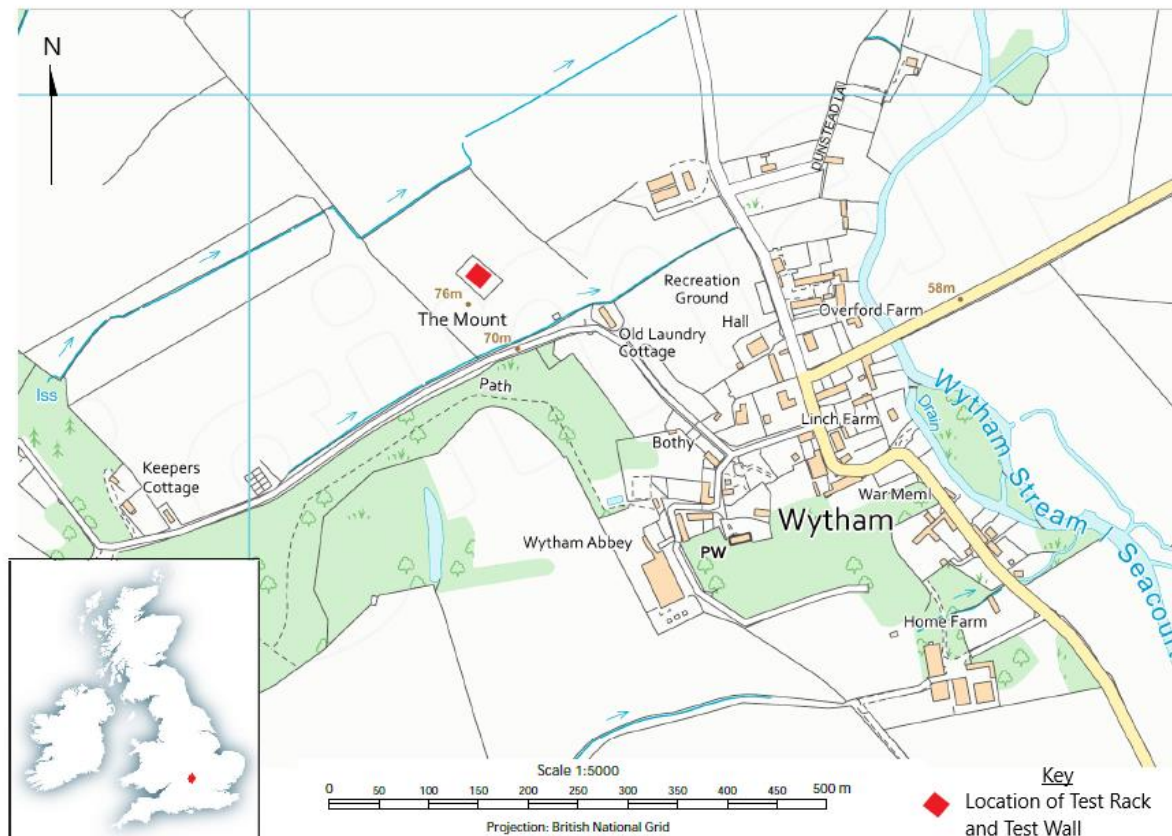 N
DUNSTEAD LA
Recreation
Ground
76m
58m
The Mount
Hall
Overford Farm
70m
Old Laundry
Cottage
Path
Iss
Wytham Stream
Drain
Linch Farm
Bothy
Keepers
Cottage
War Meml
Wytham
Wytham Abbey
PW
Seacourt
Home Farm
Scale 1:5000
0 50 100 150 200 250 300 350 400 450 500 m
Projection: British National Grid
Key
Location of Test Rack
and Test Wall